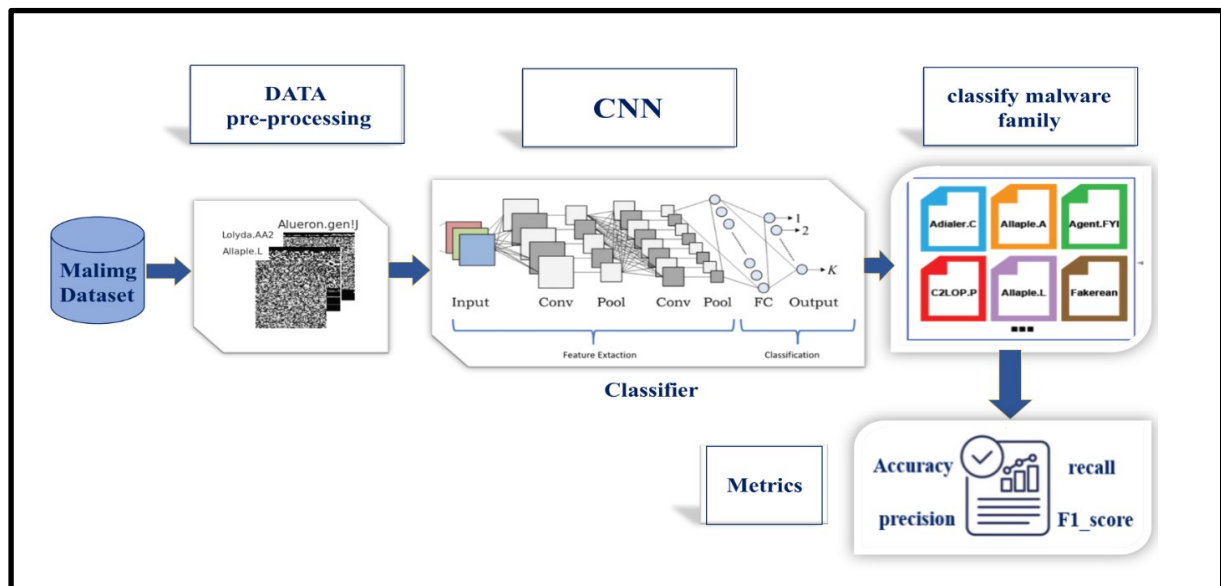 DATA
pre-processing
CNN
classify malware
family
Malimg
Dataset
Alueron.gen!J
Lolyda.AA2
Allaple.L
1
2
K
Input Conv Pool Conv Pool FC Output
Feature Extaction Classification
Classifier
Adialer.C Allaple.A Agent.FYI
C2LOP.P Allaple.L Fakerean
Metrics
Accuracy recall
precision F1_score